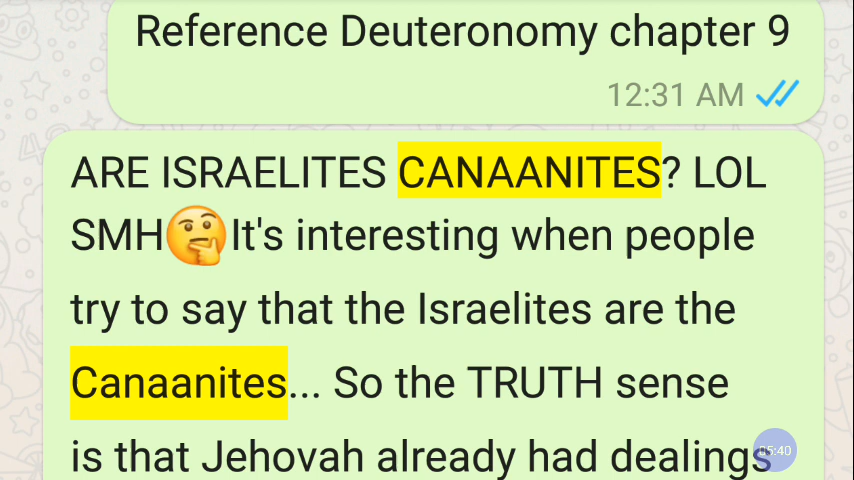 Reference Deuteronomy chapter 9
12:31 AM
ARE ISRAELITES CANAANITES? LOL
SMH🤔It's interesting when people
try to say that the Israelites are the
Canaanites... So the TRUTH sense
is that Jehovah already had dealings
05:40